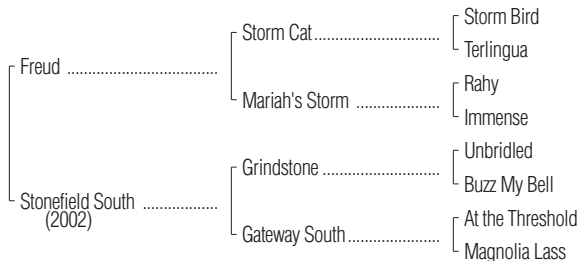 Storm Bird
Storm Cat
Terlingua
Freud
Rahy
Mariah's Storm
Immense
Unbridled
Grindstone
Buzz My Bell
Stonefield South
(2002)
At the Threshold
Gateway South
Magnolia Lass